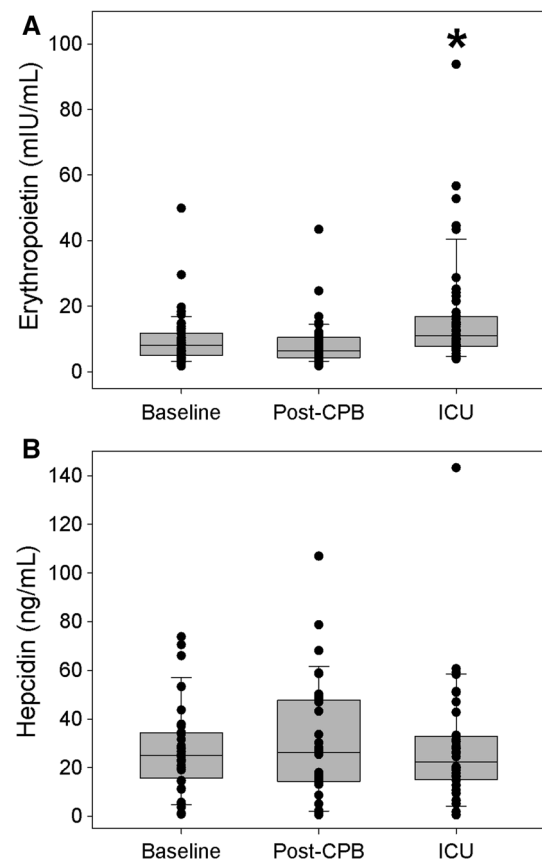 A
Erythropoietin (mIU/mL)
100
80
60
40
20
0
*
Baseline Post-CPB ICU
B
Hepcidin (ng/mL)
140
120
100
80
60
40
20
0
Baseline Post-CPB ICU